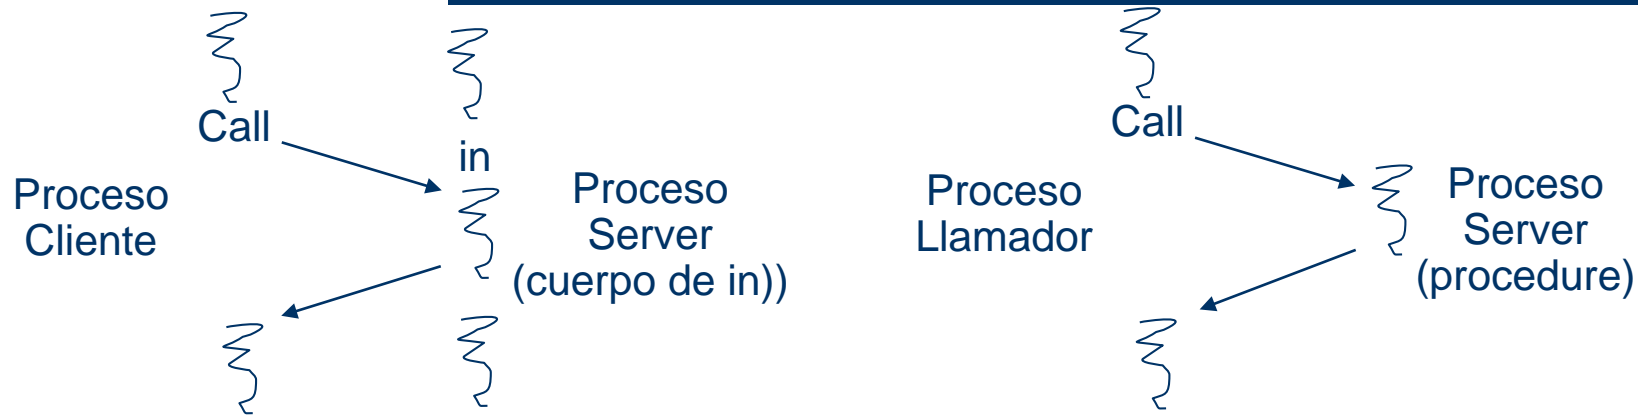 Call
in
Proceso
Cliente
Proceso
Server
(cuerpo de in))
Call
Proceso
Llamador
Proceso
Server
(procedure)